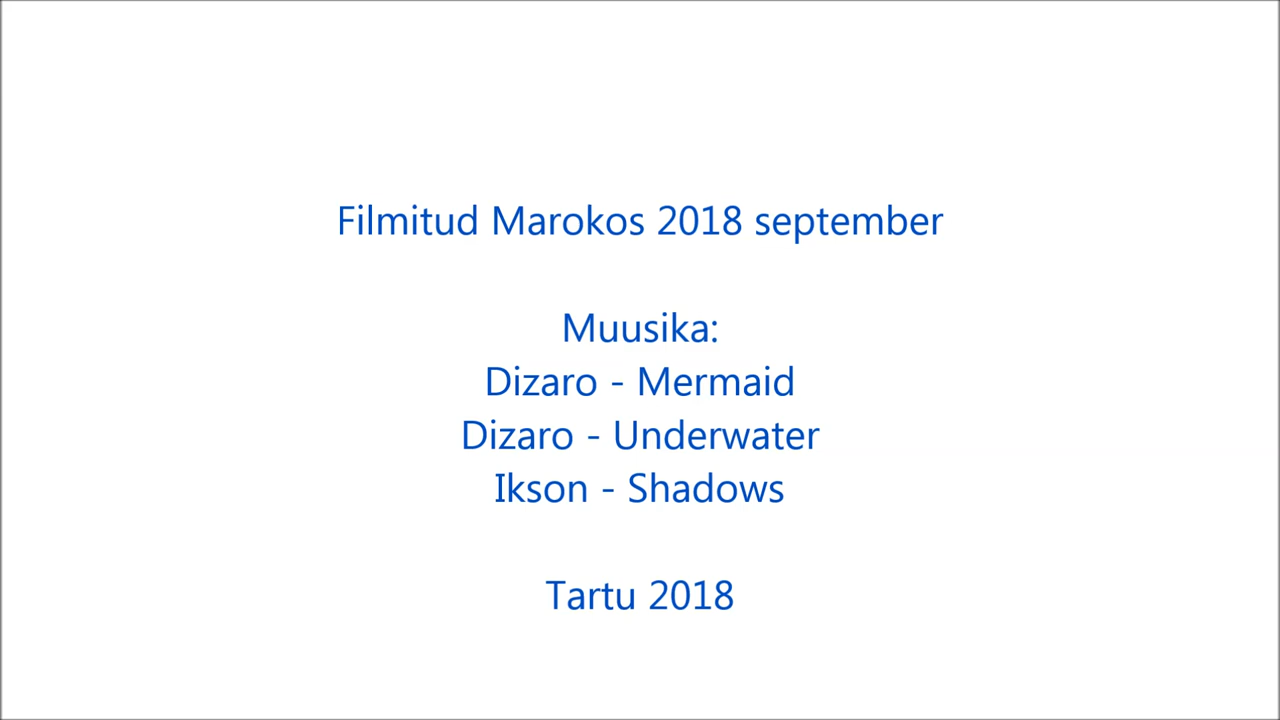 Filmitud Marokos 2018 september
Muusika:
Dizaro - Mermaid
Dizaro - Underwater
Ikson - Shadows
Tartu 2018